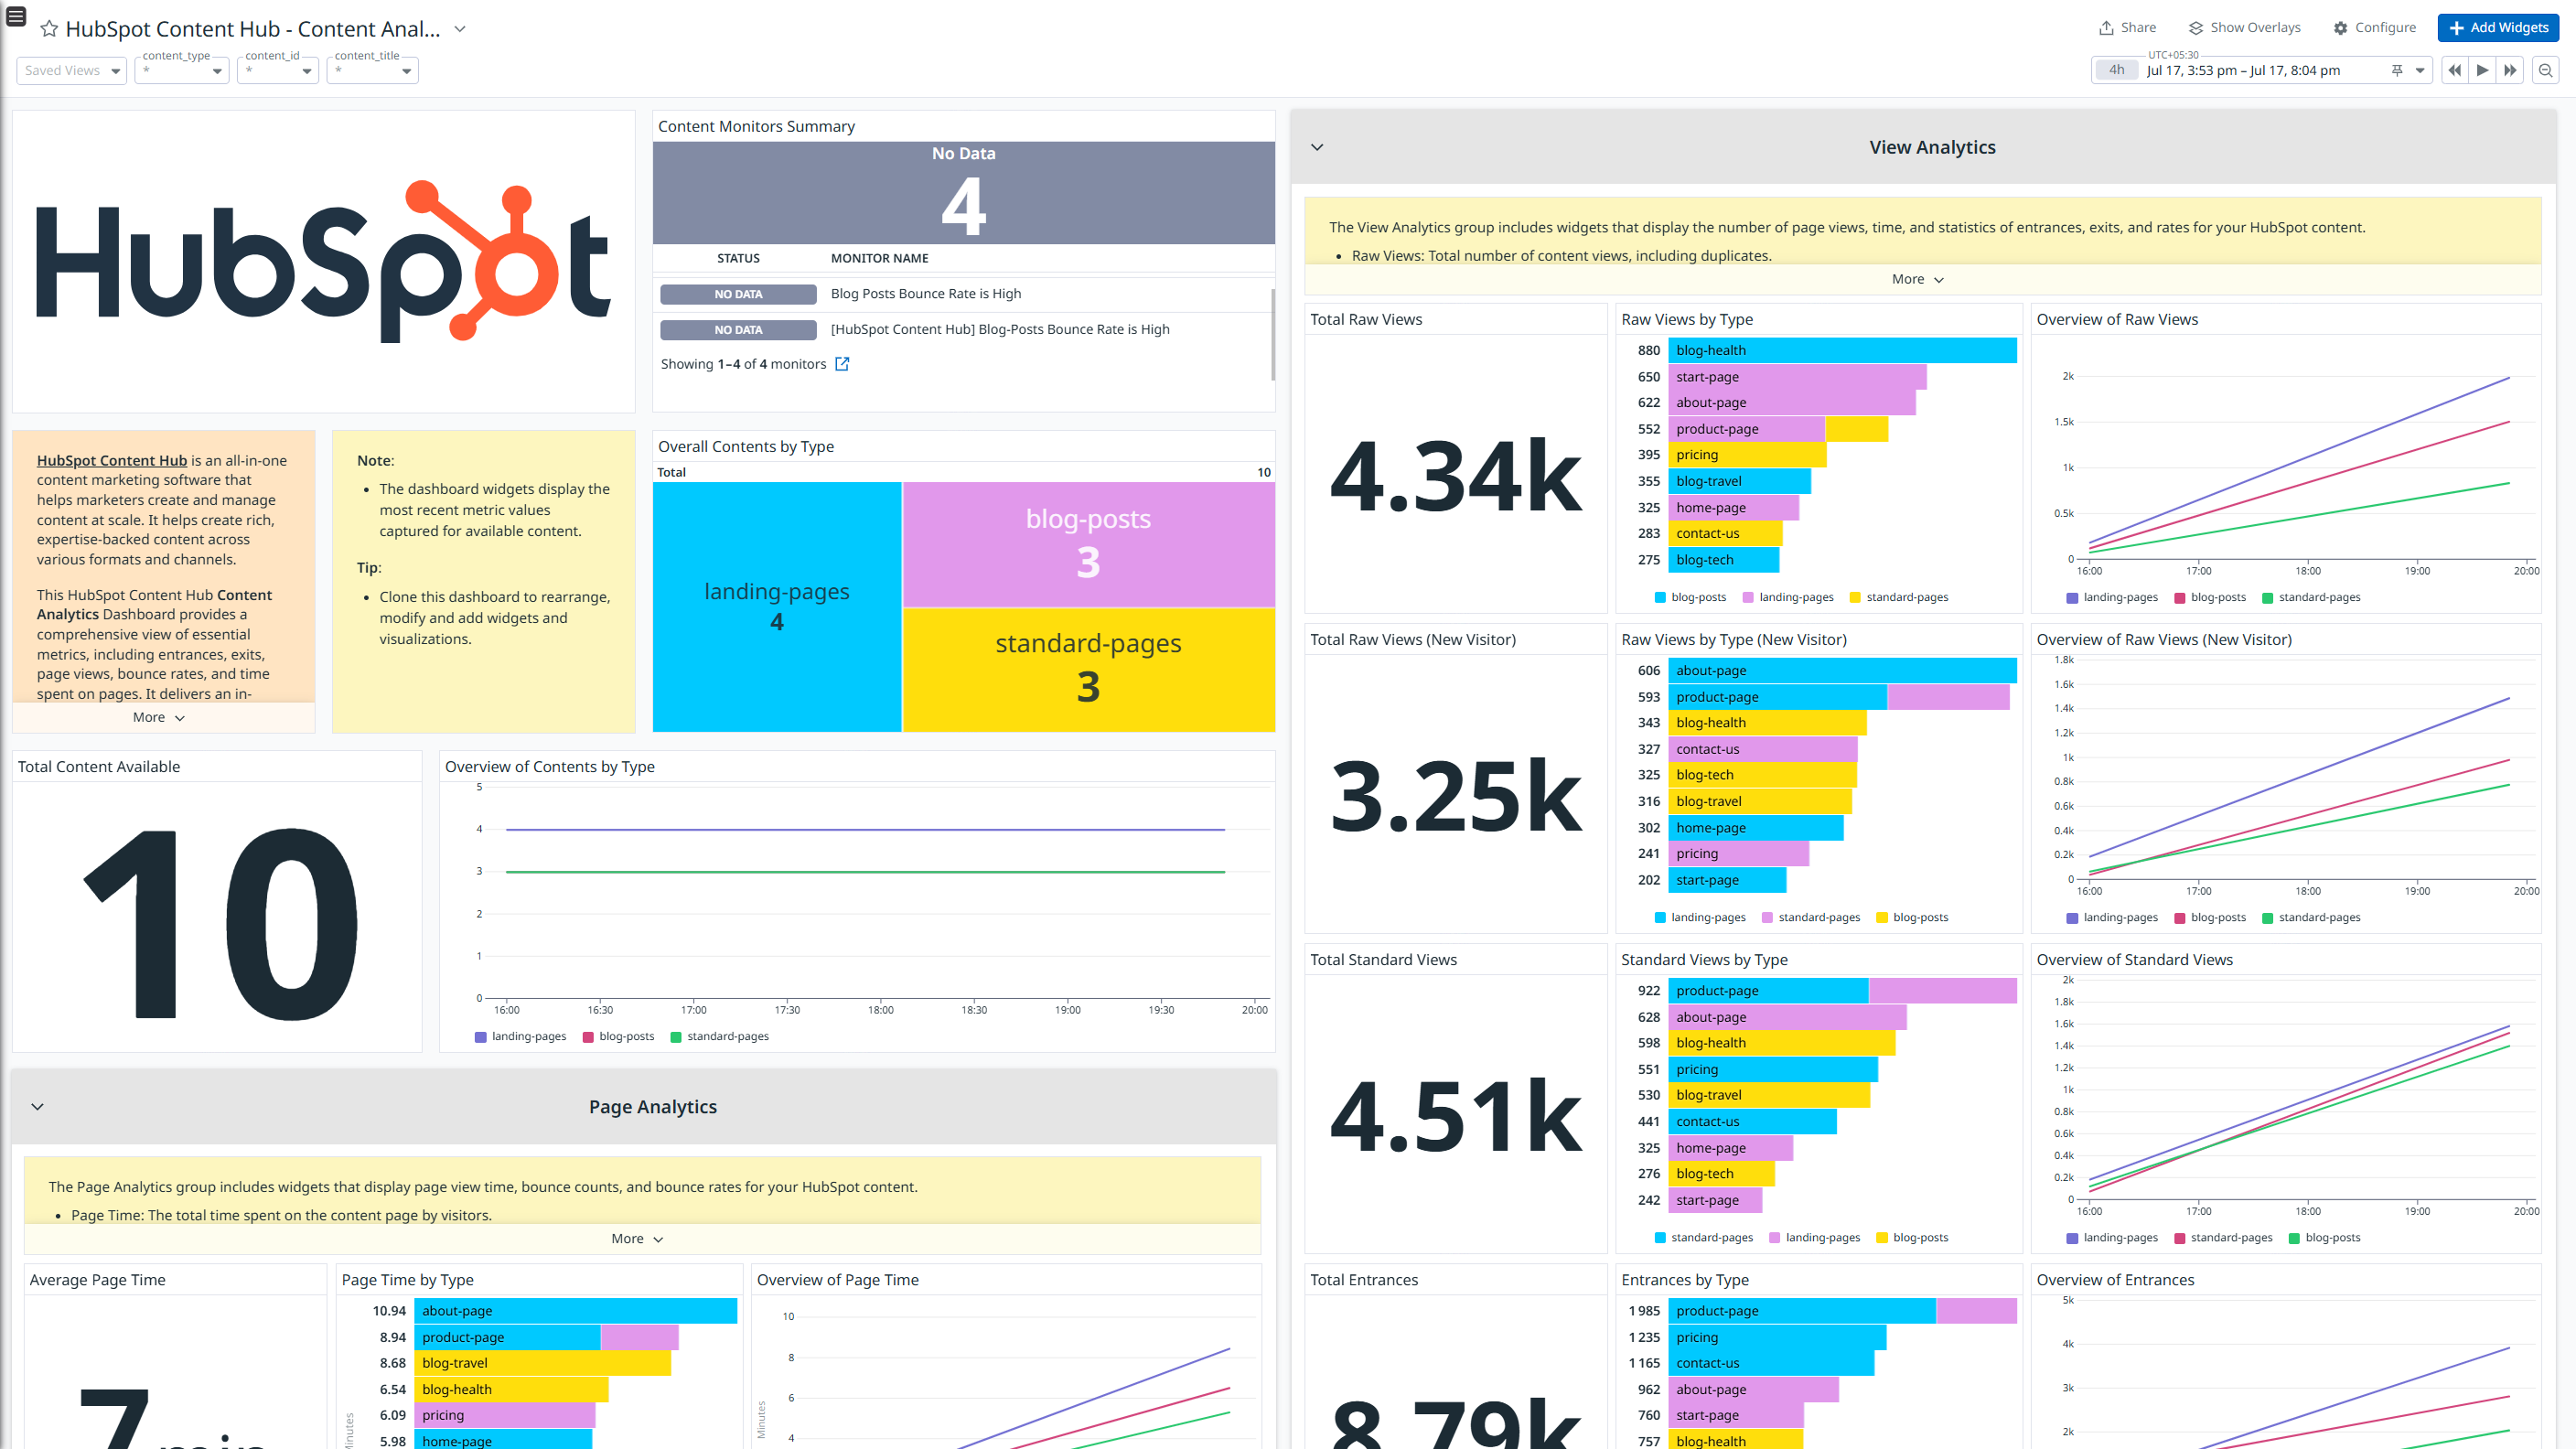 HubSpot Content Hub - Content Anal...
Share
Show Overlays
Configure
Add Widgets
Saved Views
content_type
*
content_id
*
content_title
*
UTC+05:30
4h
Jul 17, 3:53 pm – Jul 17, 8:04 pm
HubSpot
Content Monitors Summary
No Data
4
STATUS MONITOR NAME
NO DATA Blog Posts Bounce Rate is High
NO DATA [HubSpot Content Hub] Blog-Posts Bounce Rate is High
Showing 1–4 of 4 monitors
HubSpot Content Hub is an all-in-one
content marketing software that
helps marketers create and manage
content at scale. It helps create rich,
expertise-backed content across
various formats and channels.
This HubSpot Content Hub Content
Analytics Dashboard provides a
comprehensive view of essential
metrics, including entrances, exits,
page views, bounce rates, and time
spent on pages. It delivers an in-
More
Note:
• The dashboard widgets display the
most recent metric values
captured for available content.
Tip:
• Clone this dashboard to rearrange,
modify and add widgets and
visualizations.
Overall Contents by Type
Total 10
landing-pages
4
blog-posts
3
standard-pages
3
Total Content Available
10
Overview of Contents by Type
5
4
3
2
1
0
16:00 16:30 17:00 17:30 18:00 18:30 19:00 19:30 20:00
landing-pages blog-posts standard-pages
Page Analytics
The Page Analytics group includes widgets that display page view time, bounce counts, and bounce rates for your HubSpot content.
• Page Time: The total time spent on the content page by visitors.
More
Average Page Time
7 min
Page Time by Type
10.94 about-page
8.94 product-page
8.68 blog-travel
6.54 blog-health
6.09 pricing
5.98 home-page
Minutes
Overview of Page Time
10
8
6
4
Minutes
View Analytics
The View Analytics group includes widgets that display the number of page views, time, and statistics of entrances, exits, and rates for your HubSpot content.
• Raw Views: Total number of content views, including duplicates.
More
Total Raw Views
4.34k
Raw Views by Type
880 blog-health
650 start-page
622 about-page
552 product-page
395 pricing
355 blog-travel
325 home-page
283 contact-us
275 blog-tech
blog-posts landing-pages standard-pages
Overview of Raw Views
2k
1.5k
1k
0.5k
0
16:00 17:00 18:00 19:00 20:00
landing-pages blog-posts standard-pages
Total Raw Views (New Visitor)
3.25k
Raw Views by Type (New Visitor)
606 about-page
593 product-page
343 blog-health
327 contact-us
325 blog-tech
316 blog-travel
302 home-page
241 pricing
202 start-page
landing-pages standard-pages blog-posts
Overview of Raw Views (New Visitor)
1.8k
1.6k
1.4k
1.2k
1k
0.8k
0.6k
0.4k
0.2k
0
16:00 17:00 18:00 19:00 20:00
landing-pages blog-posts standard-pages
Total Standard Views
4.51k
Standard Views by Type
922 product-page
628 about-page
598 blog-health
551 pricing
530 blog-travel
441 contact-us
325 home-page
276 blog-tech
242 start-page
standard-pages landing-pages blog-posts
Overview of Standard Views
2k
1.8k
1.6k
1.4k
1.2k
1k
0.8k
0.6k
0.4k
0.2k
0
16:00 17:00 18:00 19:00 20:00
landing-pages standard-pages blog-posts
Total Entrances
8.79k
Entrances by Type
1 985 product-page
1 235 pricing
1 165 contact-us
962 about-page
760 start-page
757 blog-health
Overview of Entrances
5k
4k
3k
2k